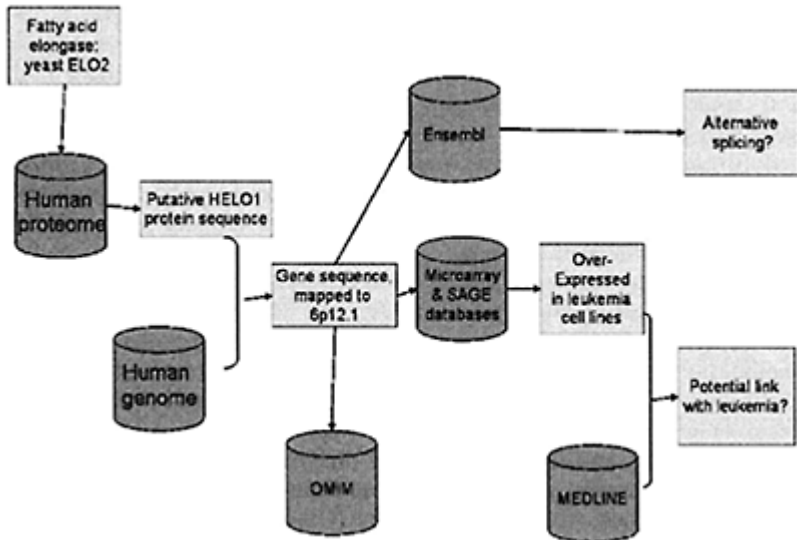 Fatty acid
elongase:
yeast ELO2
Human
proteome
Putative HELO1
protein sequence
Human
genome
Gene sequence,
mapped to
6p12.1
Ensembl
Alternative
splicing?
Microarray
& SAGE
databases
Over-
Expressed
in leukemia
cell lines
OMIM
MEDLINE
Potential link
with leukemia?